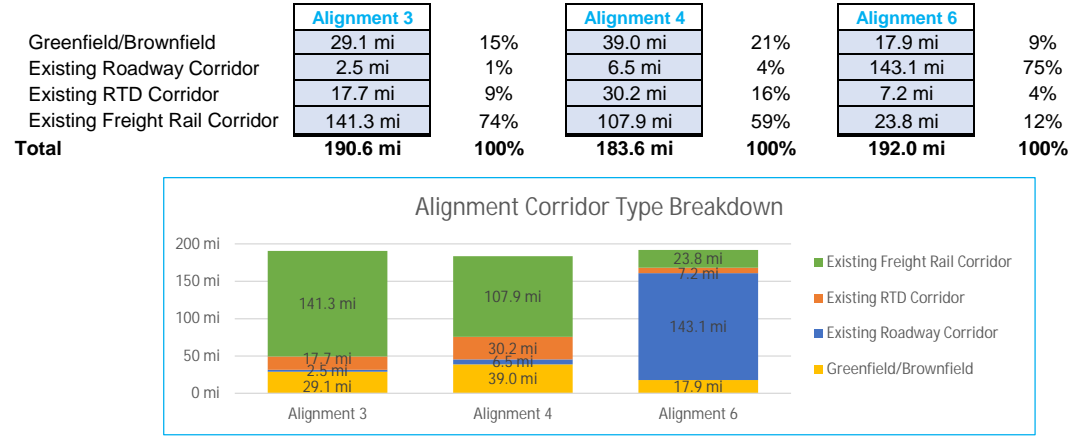 Alignment 3 Alignment 4 Alignment 6
Greenfield/Brownfield 29.1 mi 15% 39.0 mi 21% 17.9 mi 9%
Existing Roadway Corridor 2.5 mi 1% 6.5 mi 4% 143.1 mi 75%
Existing RTD Corridor 17.7 mi 9% 30.2 mi 16% 7.2 mi 4%
Existing Freight Rail Corridor 141.3 mi 74% 107.9 mi 59% 23.8 mi 12%
Total 190.6 mi 100% 183.6 mi 100% 192.0 mi 100%
Alignment Corridor Type Breakdown
200 mi
150 mi
100 mi
50 mi
0 mi
141.3 mi
17.7 mi
2.5 mi
29.1 mi
107.9 mi
30.2 mi
6.5 mi
39.0 mi
23.8 mi
7.2 mi
143.1 mi
17.9 mi
Alignment 3 Alignment 4 Alignment 6
Existing Freight Rail Corridor
Existing RTD Corridor
Existing Roadway Corridor
Greenfield/Brownfield